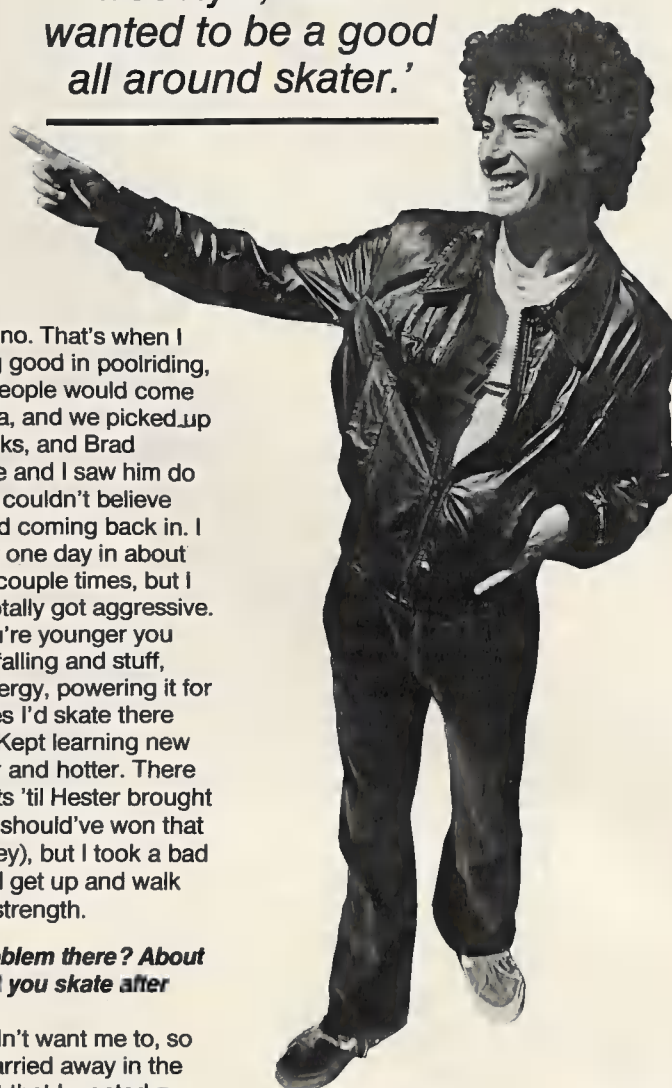 wanted to be a good
all around skater.'
no. That's when I
good in poolriding,
eople would come
a, and we picked up
ks, and Brad
e and I saw him do
couldn't believe
d coming back in. I
one day in about
couple times, but I
tally got aggressive.
u're younger you
falling and stuff,
ergy, powering it for
es I'd skate there
Kept learning new
r and hotter. There
ts 'til Hester brought
should've won that
ey), but I took a bad
I get up and walk
strength.
oblem there? About
you skate after
dn't want me to, so
arried away in the